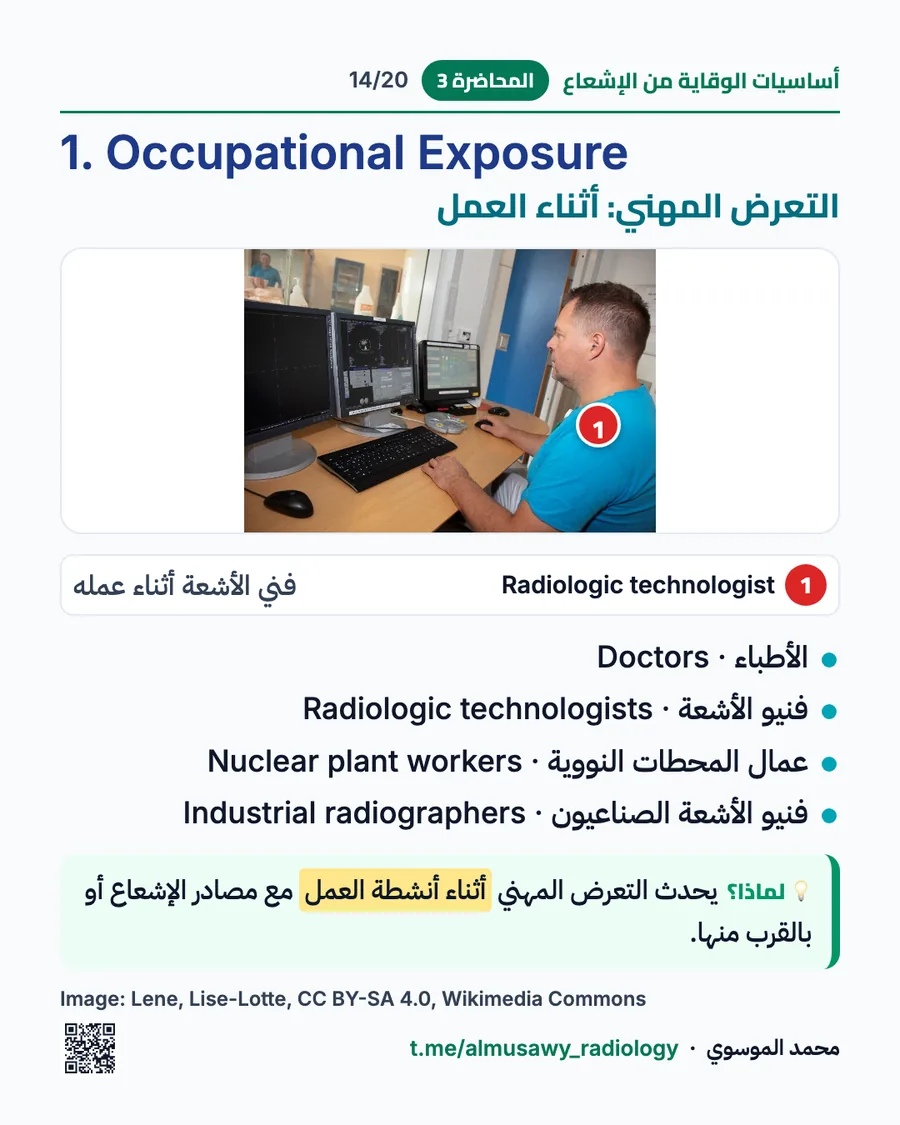 أساسيات الوقاية من الإشعاع المحاضرة 3 14/20
1. Occupational Exposure
التعرض المهني: أثناء العمل
1
1 Radiologic technologist فني الأشعة أثناء عمله
الأطباء · Doctors
فنيو الأشعة · Radiologic technologists
عمال المحطات النووية · Nuclear plant workers
فنيو الأشعة الصناعيون · Industrial radiographers
💡 لماذا؟ يحدث التعرض المهني أثناء أنشطة العمل مع مصادر الإشعاع أو
بالقرب منها.
Image: Lene, Lise-Lotte, CC BY-SA 4.0, Wikimedia Commons
محمد الموسوي · t.me/almusawy_radiology